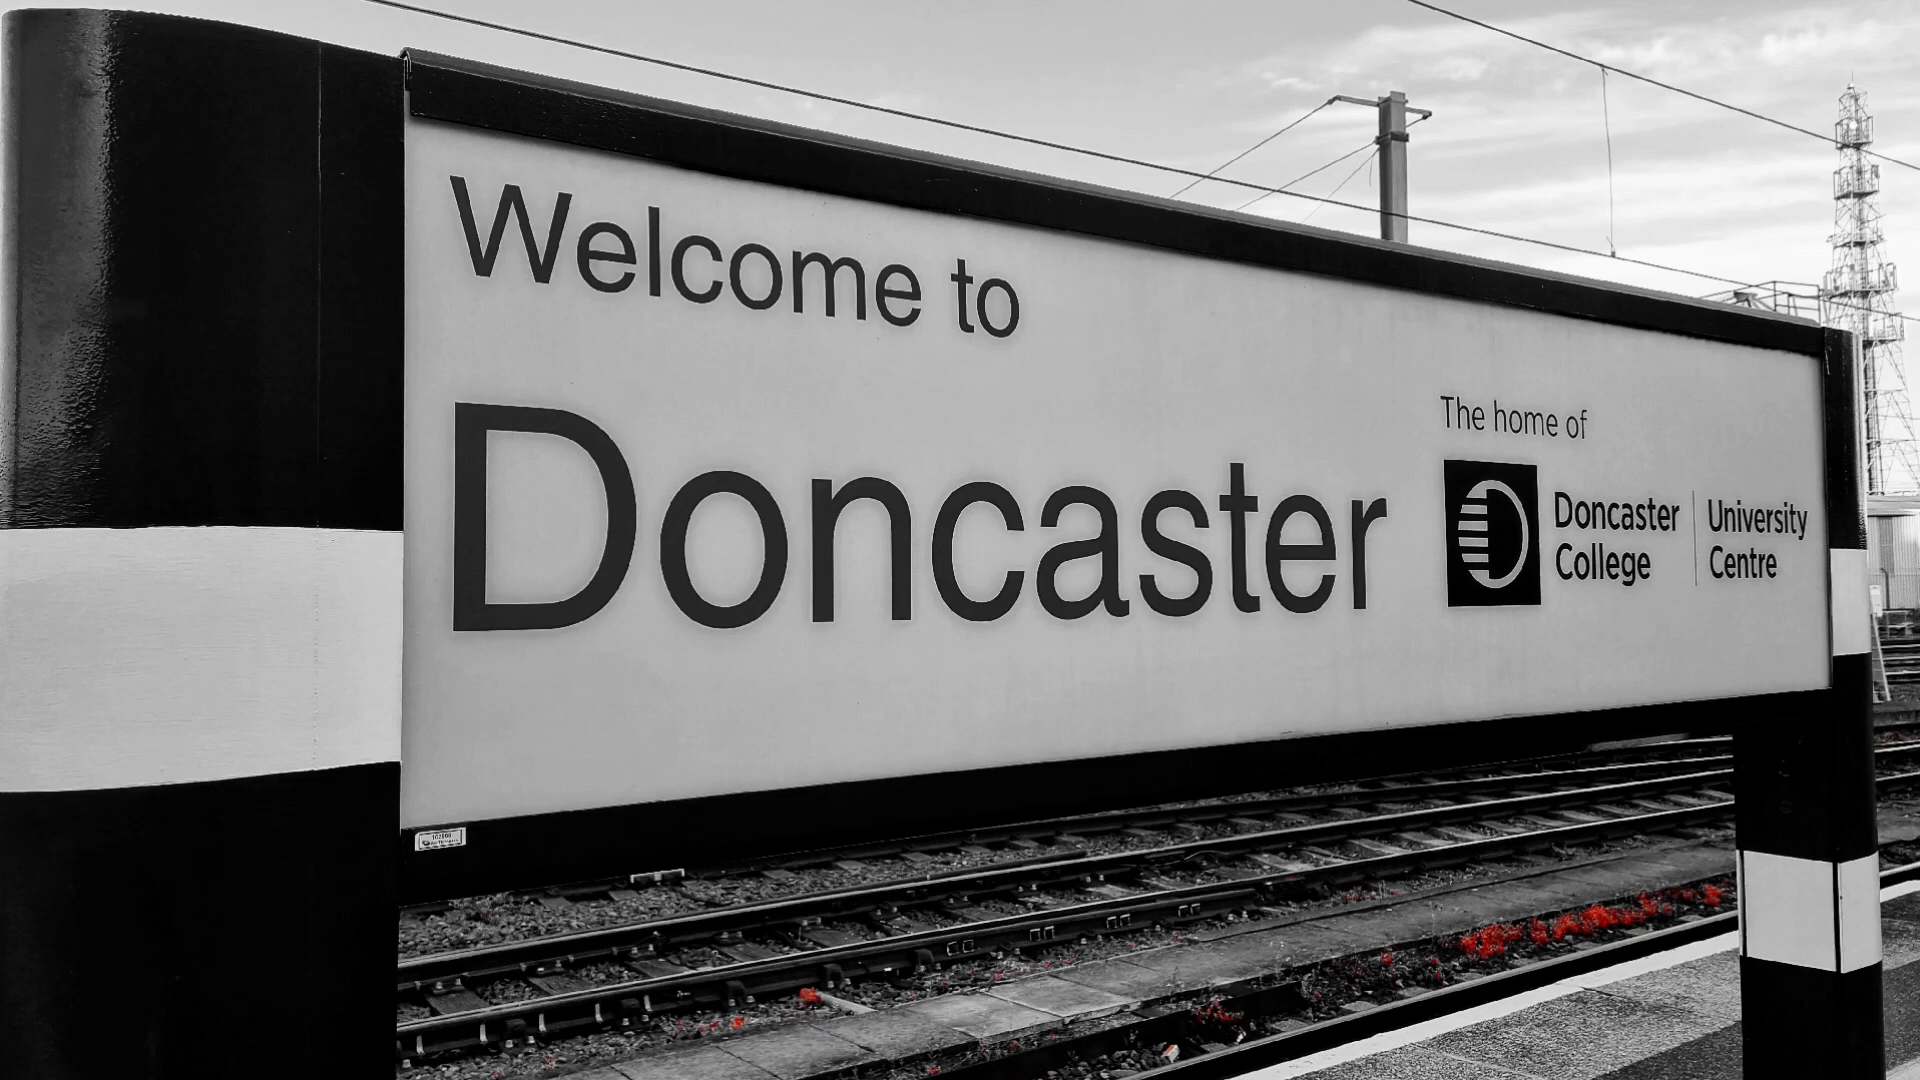 Welcome to
Doncaster
The home of
Doncaster College
University Centre